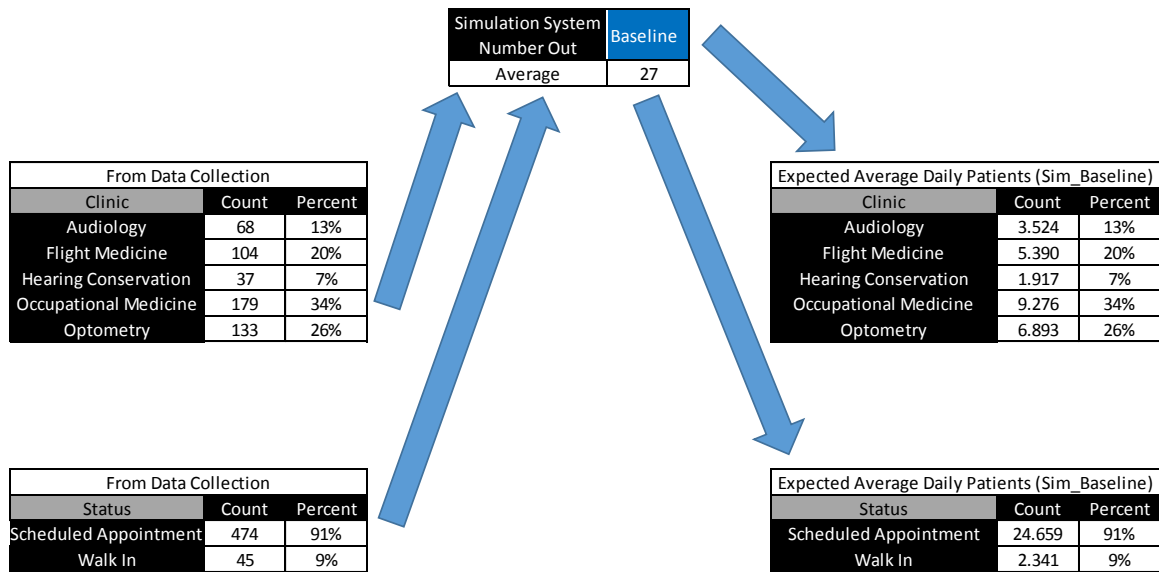 Simulation System Number Out Baseline
Average 27
From Data Collection
Clinic Count Percent
Audiology 68 13%
Flight Medicine 104 20%
Hearing Conservation 37 7%
Occupational Medicine 179 34%
Optometry 133 26%
Expected Average Daily Patients (Sim_Baseline)
Clinic Count Percent
Audiology 3.524 13%
Flight Medicine 5.390 20%
Hearing Conservation 1.917 7%
Occupational Medicine 9.276 34%
Optometry 6.893 26%
From Data Collection
Status Count Percent
Scheduled Appointment 474 91%
Walk In 45 9%
Expected Average Daily Patients (Sim_Baseline)
Status Count Percent
Scheduled Appointment 24.659 91%
Walk In 2.341 9%